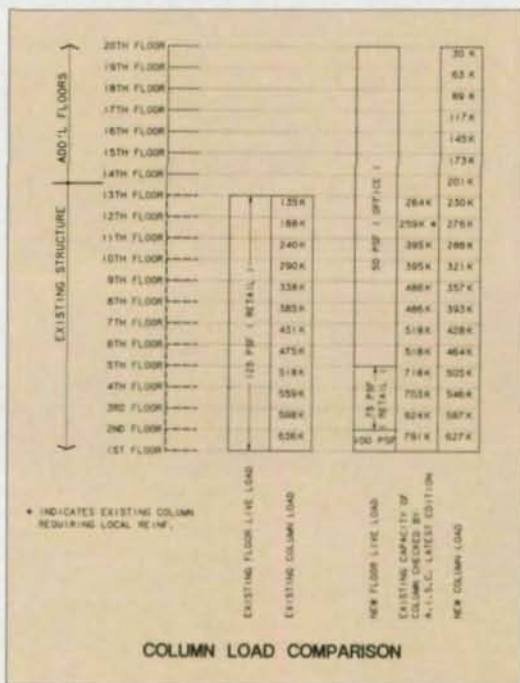 20TH FLOOR
19TH FLOOR
18TH FLOOR
17TH FLOOR
16TH FLOOR
15TH FLOOR
14TH FLOOR
13TH FLOOR
12TH FLOOR
11TH FLOOR
10TH FLOOR
9TH FLOOR
8TH FLOOR
7TH FLOOR
6TH FLOOR
5TH FLOOR
4TH FLOOR
3RD FLOOR
2ND FLOOR
1ST FLOOR
ADD'L FLOORS
EXISTING STRUCTURE
125 PSF ( RETAIL )
135K
188K
240K
290K
338K
385K
431K
475K
518K
559K
598K
636K
50 PSF ( OFFICE )
75 PSF ( RETAIL )
100 PSF
264K
259K *
395K
395K
486K
486K
518K
518K
718K
703K
624K
791K
30 K
63 K
89 K
117K
145K
173K
201K
230K
276K
288K
321K
357K
393K
428K
464K
505K
546K
587K
627K
* INDICATES EXISTING COLUMN
REQUIRING LOCAL REINF.
EXISTING FLOOR LIVE LOAD
EXISTING COLUMN LOAD
NEW FLOOR LIVE LOAD
EXISTING CAPACITY OF
COLUMN CHECKED BY
A.I.S.C. LATEST EDITION
NEW COLUMN LOAD
COLUMN LOAD COMPARISON